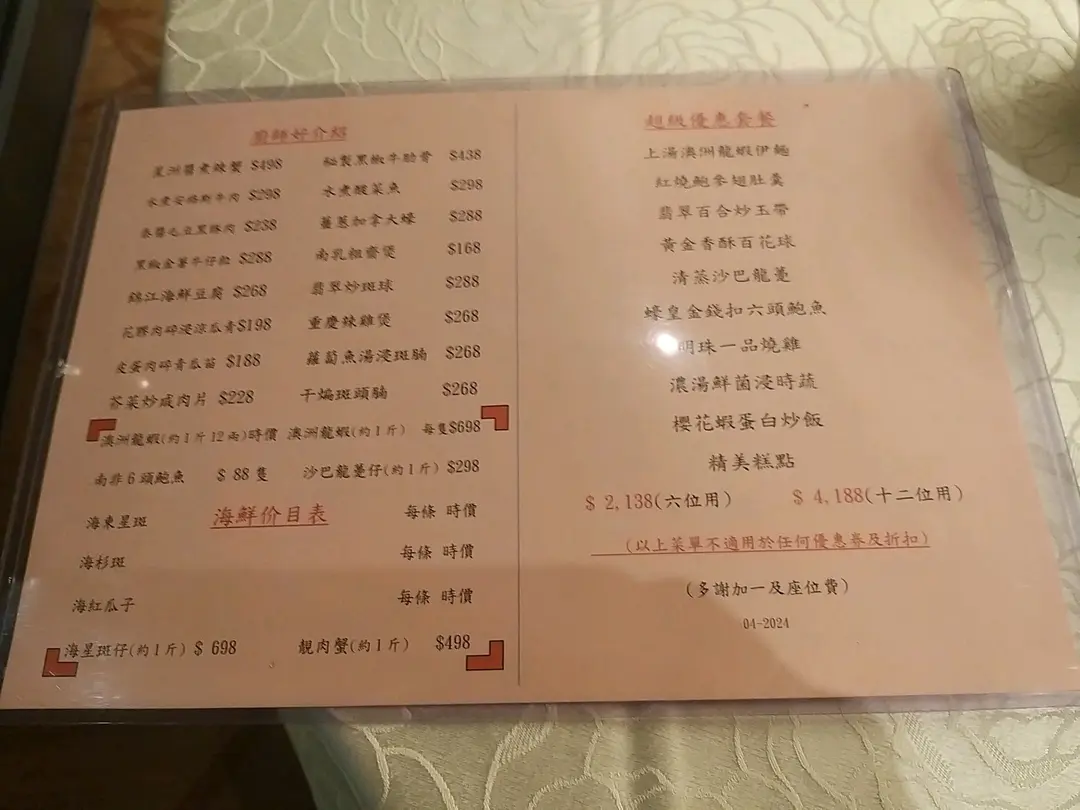 廚師好介紹
星洲醬煮辣蟹 $498 秘製黑椒牛肋骨 $438
水煮安格斯牛肉 $298 水煮酸菜魚 $298
毛豆黑豚肉 $238 薑葱加拿大蠔 $288
黑椒金薯牛仔粒 $288 南乳粗齋煲 $168
錦江海鮮豆腐 $268 翡翠炒斑球 $288
花膠肉碎浸涼瓜青$198 重慶辣雞煲 $268
皮蛋肉碎青瓜苗 $188 蘿蔔魚湯浸斑腩 $268
芥菜炒咸肉片 $228 干煸斑頭腩 $268
澳洲龍蝦(約1斤12兩)時價 澳洲龍蝦(約1斤) 每隻$698
南非6頭鮑魚 $ 88 隻 沙巴龍躉仔(約1斤) $298
海鮮价目表
海東星斑 每條 時價
海杉斑 每條 時價
海紅瓜子 每條 時價
海星斑仔(約1斤) $ 698 靚肉蟹(約1斤) $498
超級優惠套餐
上湯澳洲龍蝦伊麵
紅燒鮑參翅肚羹
翡翠百合炒玉帶
黃金香酥百花球
清蒸沙巴龍躉
蠔皇金錢扣六頭鮑魚
明珠一品燒雞
濃湯鮮菌浸時蔬
櫻花蝦蛋白炒飯
精美糕點
$ 2,138(六位用) $ 4,188(十二位用)
(以上菜單不適用於任何優惠券及折扣)
(多謝加一及座位費)
04-2024